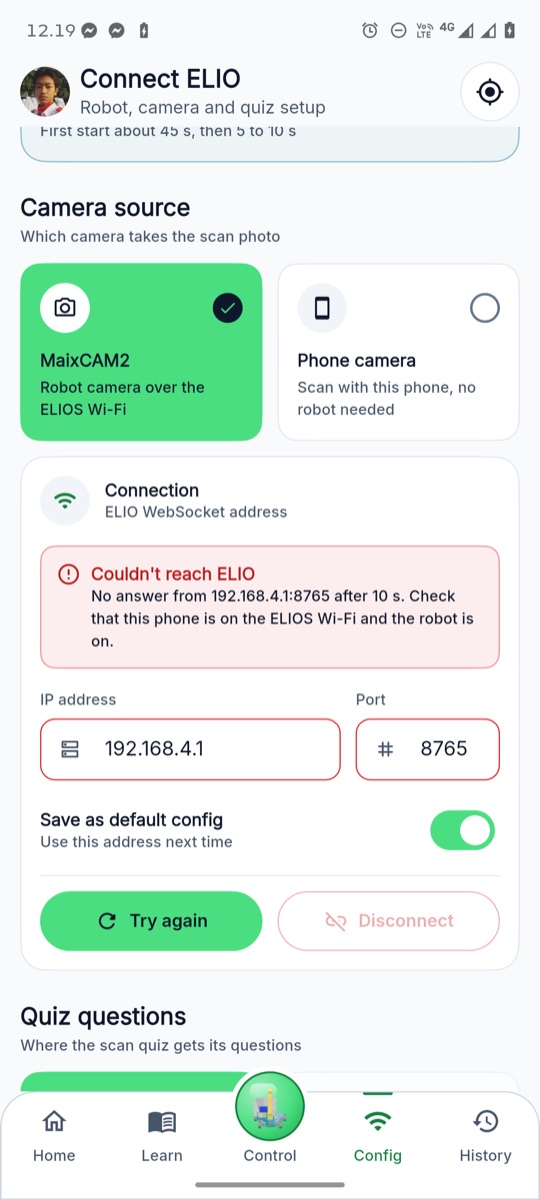 12.19
Vo))
LTE
4G
Connect ELIO
Robot, camera and quiz setup
First start about 45 s, then 5 to 10 s
Camera source
Which camera takes the scan photo
MaixCAM2
Robot camera over the
ELIOS Wi-Fi
Phone camera
Scan with this phone, no
robot needed
Connection
ELIO WebSocket address
Couldn't reach ELIO
No answer from 192.168.4.1:8765 after 10 s. Check
that this phone is on the ELIOS Wi-Fi and the robot is
on.
IP address
Port
192.168.4.1
8765
Save as default config
Use this address next time
Try again
Disconnect
Quiz questions
Where the scan quiz gets its questions
Home
Learn
Control
Config
History